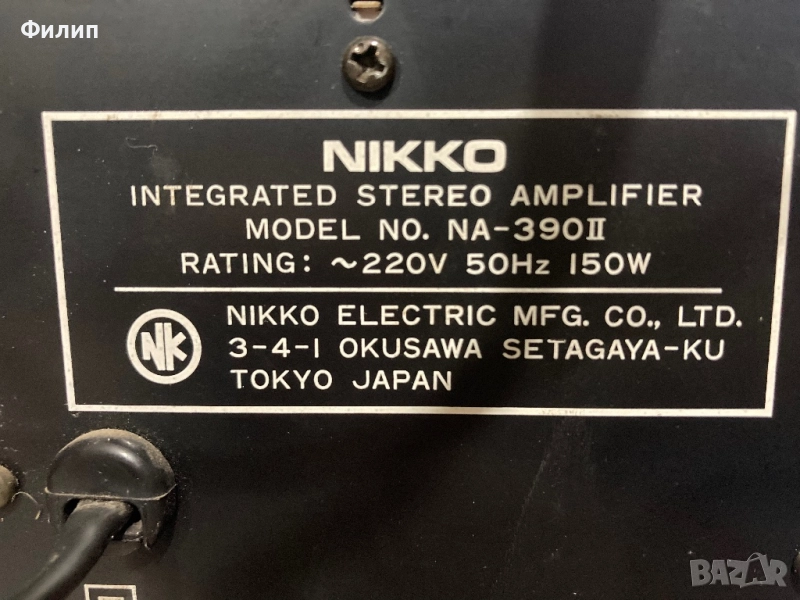 Филип
NIKKO
INTEGRATED STEREO AMPLIFIER
MODEL NO. NA-390II
RATING: ~220V 50Hz 150W
NK
NIKKO ELECTRIC MFG. CO., LTD.
3-4-1 OKUSAWA SETAGAYA-KU
TOKYO JAPAN
BAZAR